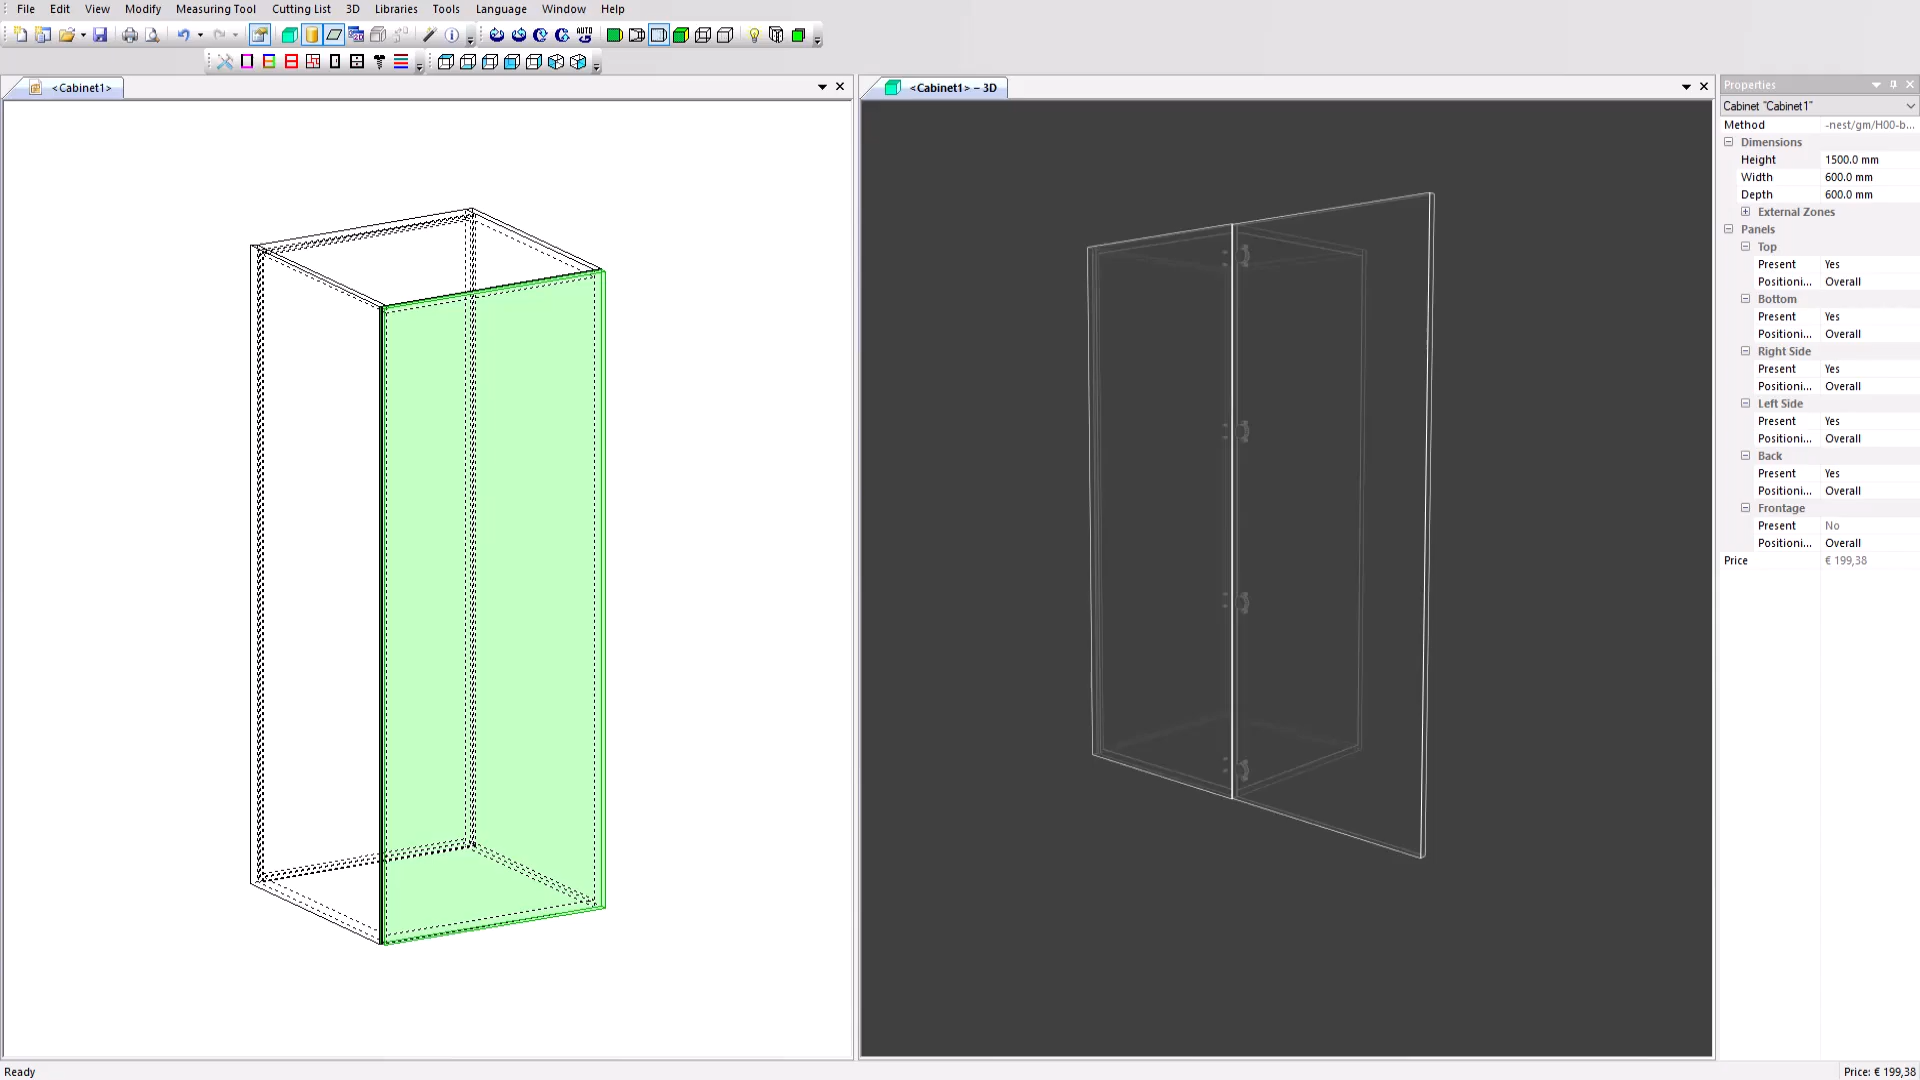 File Edit View Modify Measuring Tool Cutting List 3D Libraries Tools Language Window Help
AUTO
<Cabinet1>
<Cabinet1> – 3D
Properties
Cabinet "Cabinet1"
Method -nest/gm/H00-b...
Dimensions
Height 1500.0 mm
Width 600.0 mm
Depth 600.0 mm
External Zones
Panels
Top
Present Yes
Positioni... Overall
Bottom
Present Yes
Positioni... Overall
Right Side
Present Yes
Positioni... Overall
Left Side
Present Yes
Positioni... Overall
Back
Present Yes
Positioni... Overall
Frontage
Present No
Positioni... Overall
Price € 199,38
Ready
Price: € 199,38